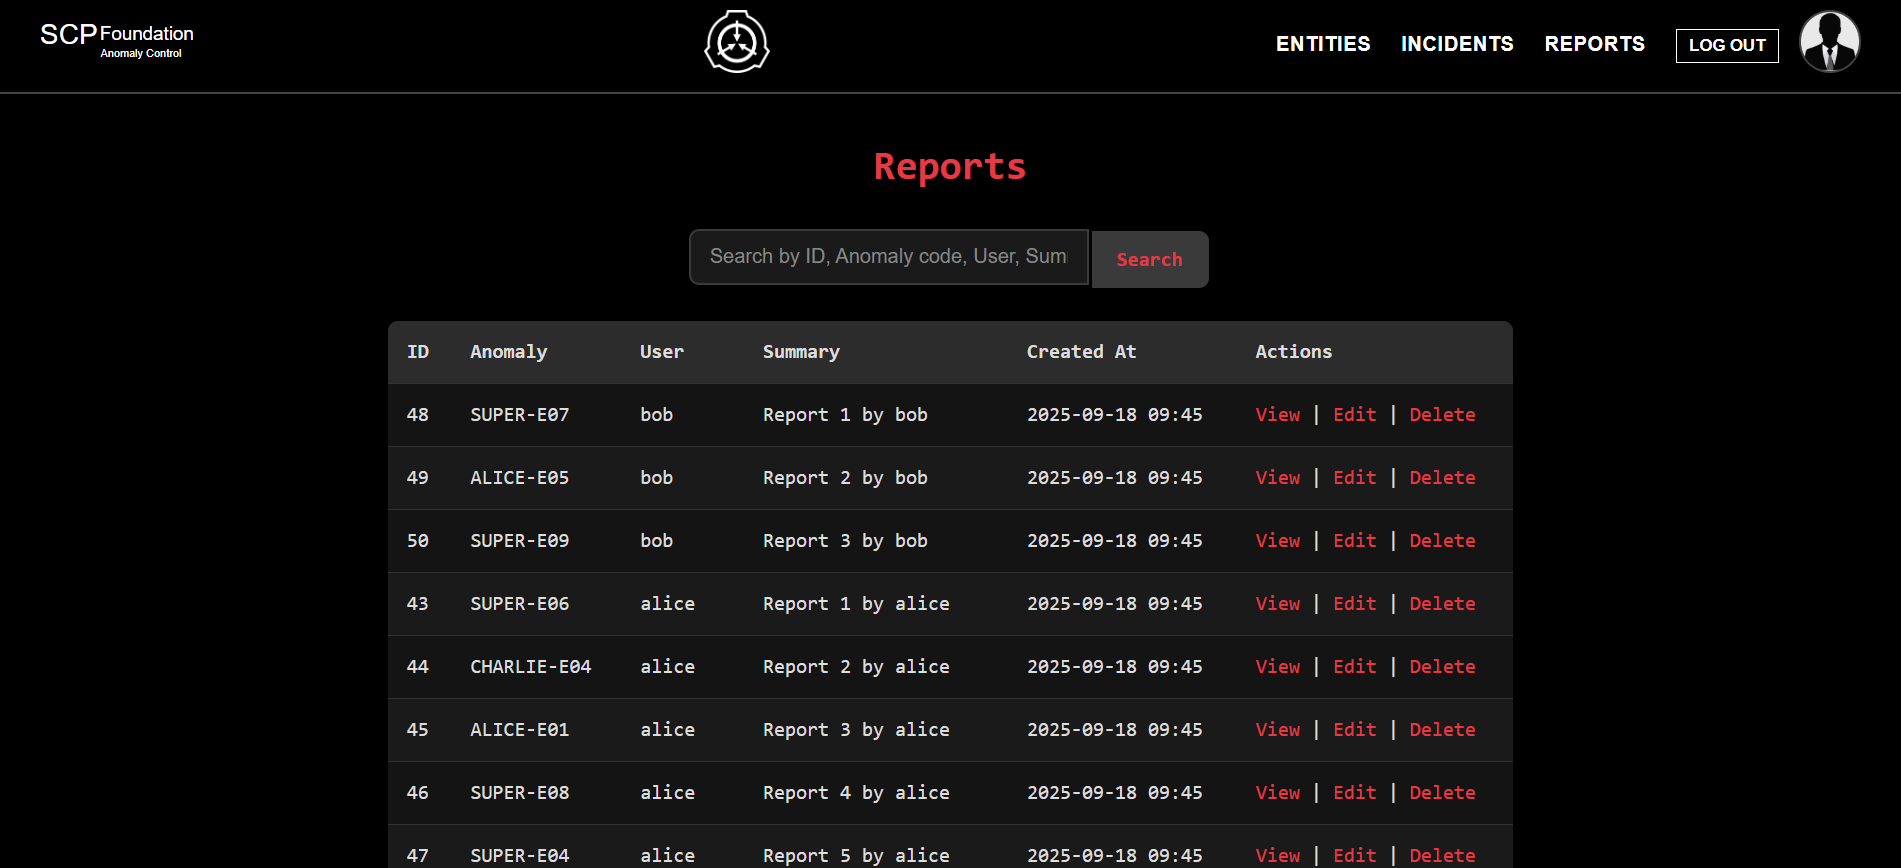 SCP Foundation
Anomaly Control
ENTITIES INCIDENTS REPORTS LOG OUT
Reports
Search by ID, Anomaly code, User, Sum
Search
ID Anomaly User Summary Created At Actions
48 SUPER-E07 bob Report 1 by bob 2025-09-18 09:45 View | Edit | Delete
49 ALICE-E05 bob Report 2 by bob 2025-09-18 09:45 View | Edit | Delete
50 SUPER-E09 bob Report 3 by bob 2025-09-18 09:45 View | Edit | Delete
43 SUPER-E06 alice Report 1 by alice 2025-09-18 09:45 View | Edit | Delete
44 CHARLIE-E04 alice Report 2 by alice 2025-09-18 09:45 View | Edit | Delete
45 ALICE-E01 alice Report 3 by alice 2025-09-18 09:45 View | Edit | Delete
46 SUPER-E08 alice Report 4 by alice 2025-09-18 09:45 View | Edit | Delete
47 SUPER-E04 alice Report 5 by alice 2025-09-18 09:45 View | Edit | Delete